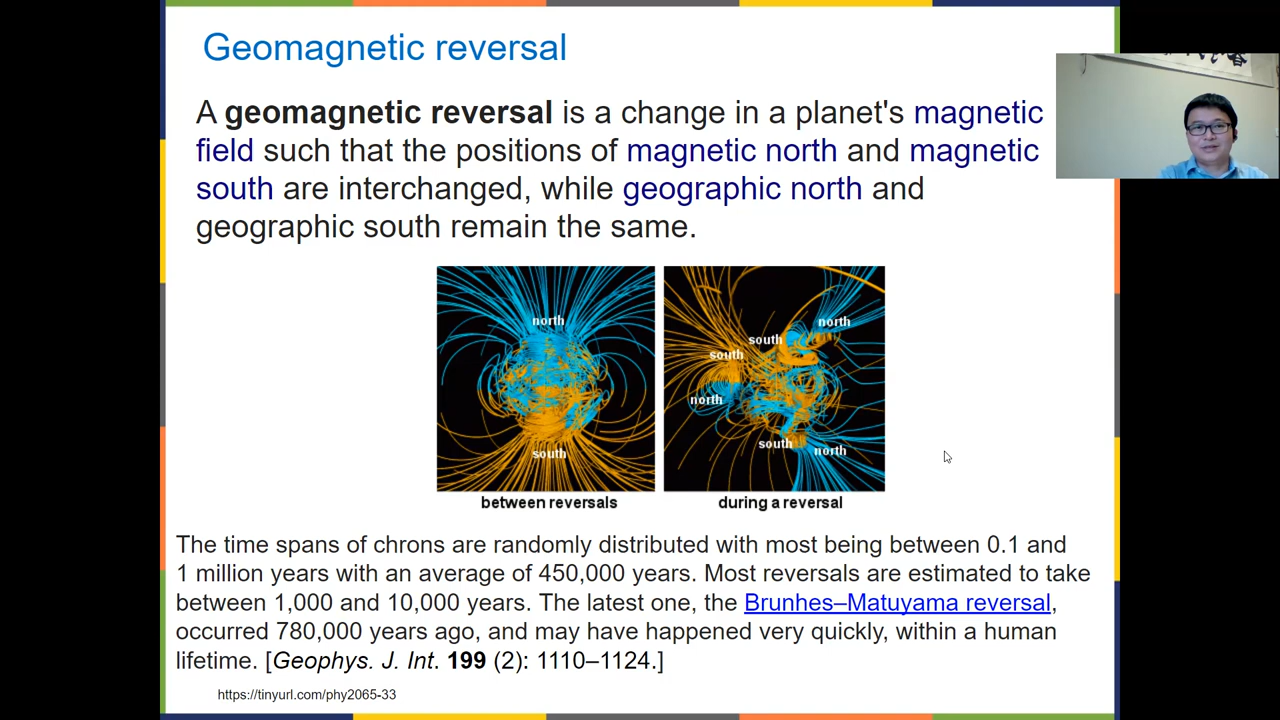 Geomagnetic reversal
A geomagnetic reversal is a change in a planet's magnetic
field such that the positions of magnetic north and magnetic
south are interchanged, while geographic north and
geographic south remain the same.
north
south
between reversals
north
south
south
north
south
north
during a reversal
The time spans of chrons are randomly distributed with most being between 0.1 and
1 million years with an average of 450,000 years. Most reversals are estimated to take
between 1,000 and 10,000 years. The latest one, the Brunhes–Matuyama reversal,
occurred 780,000 years ago, and may have happened very quickly, within a human
lifetime. [Geophys. J. Int. 199 (2): 1110–1124.]
https://tinyurl.com/phy2065-33